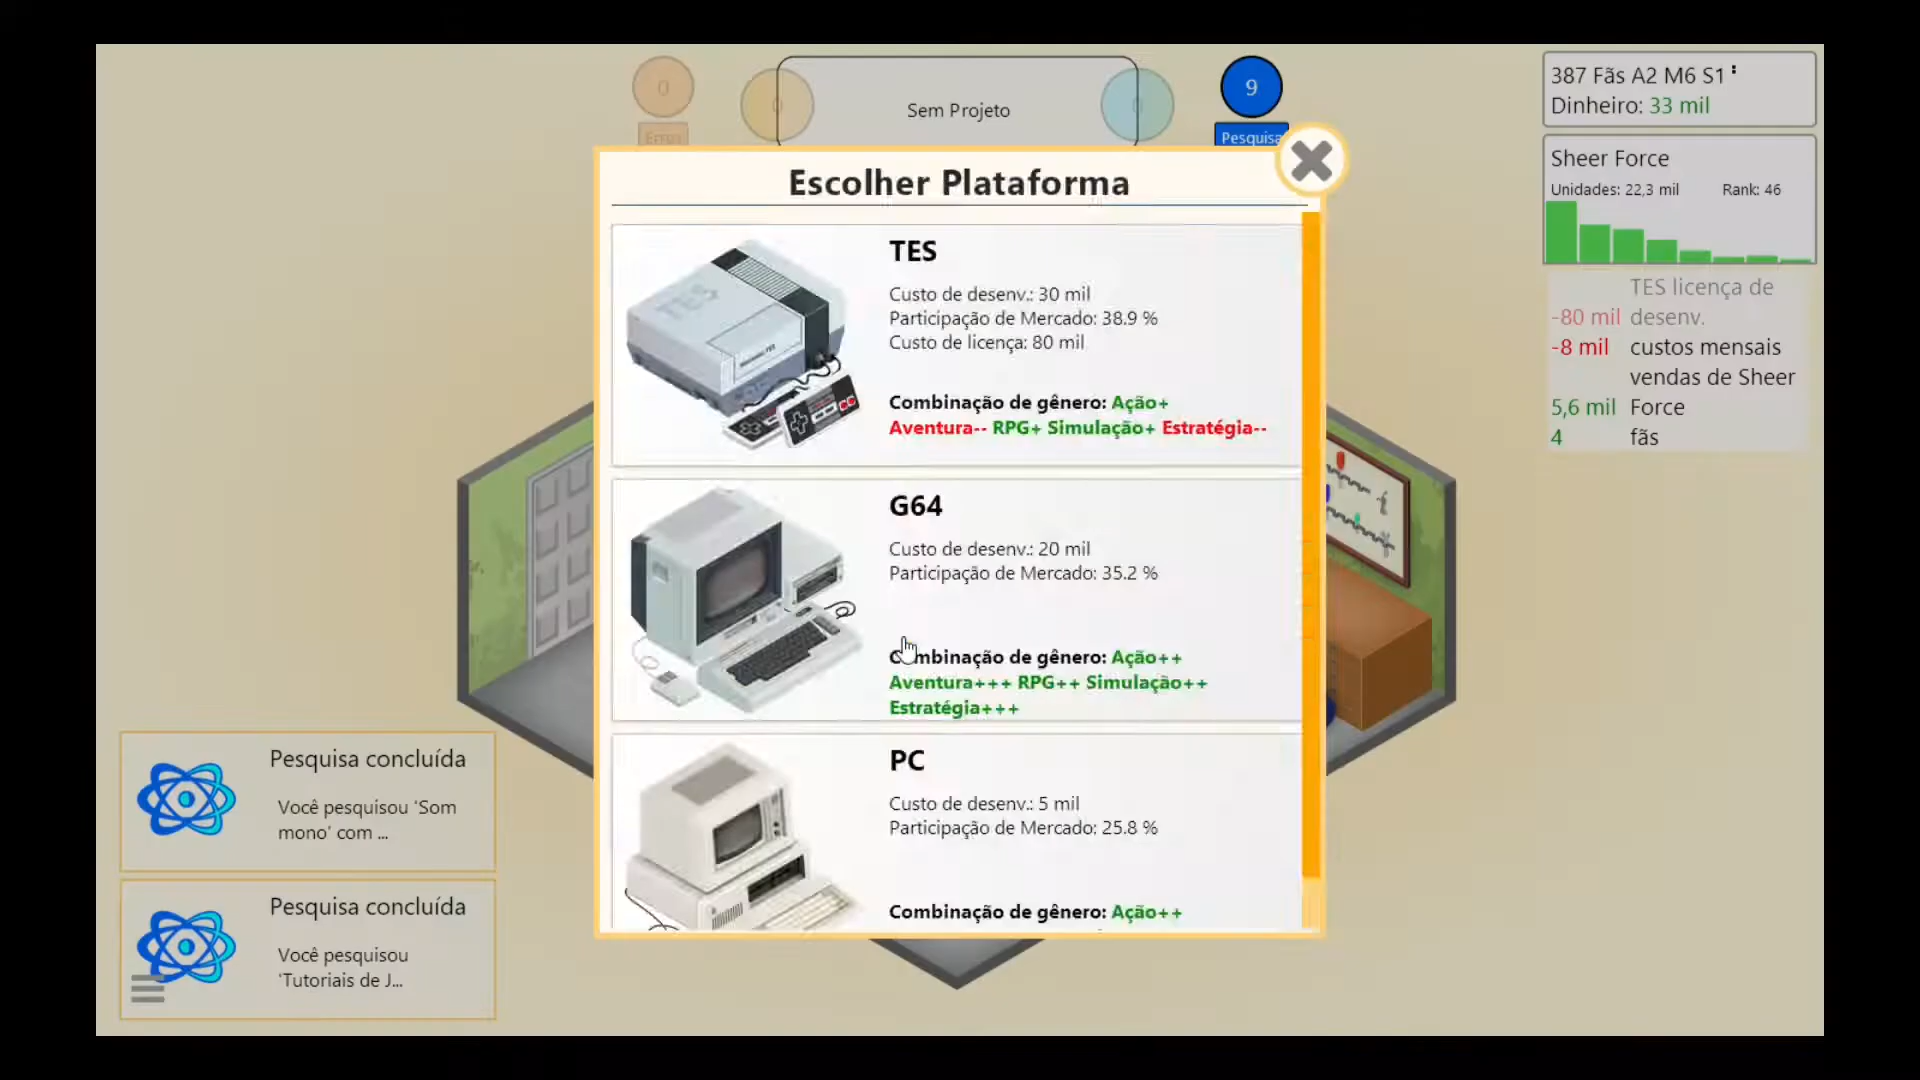 0
0
Sem Projeto
0
9
Erros
Pesquisa
387 Fãs A2 M6 S1
Dinheiro: 33 mil
Sheer Force
Unidades: 22,3 mil Rank: 46
TES licença de
-80 mil desenv.
-8 mil custos mensais
vendas de Sheer
5,6 mil Force
4 fãs
Escolher Plataforma
TES
Custo de desenv.: 30 mil
Participação de Mercado: 38.9 %
Custo de licença: 80 mil
Combinação de gênero: Ação+
Aventura-- RPG+ Simulação+ Estratégia--
G64
Custo de desenv.: 20 mil
Participação de Mercado: 35.2 %
Combinação de gênero: Ação++
Aventura+++ RPG++ Simulação++
Estratégia+++
PC
Custo de desenv.: 5 mil
Participação de Mercado: 25.8 %
Combinação de gênero: Ação++
Pesquisa concluída
Você pesquisou 'Som
mono' com ...
Pesquisa concluída
Você pesquisou
'Tutoriais de J...